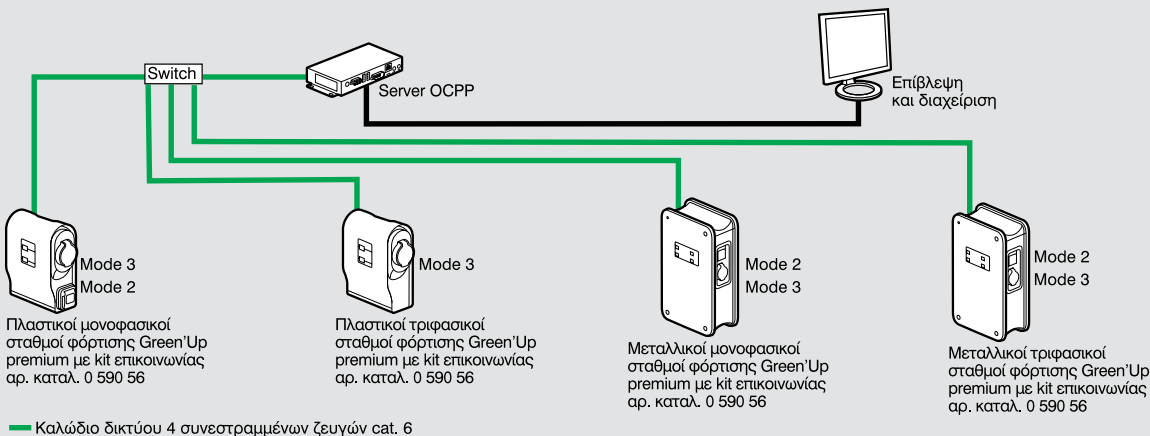 Switch
Server OCPP
Επίβλεψη
και διαχείριση
Mode 3
Mode 2
Πλαστικοί μονοφασικοί
σταθμοί φόρτισης Green'Up
premium με kit επικοινωνίας
αρ. καταλ. 0 590 56
Mode 3
Πλαστικοί τριφασικοί
σταθμοί φόρτισης Green'Up
premium με kit επικοινωνίας
αρ. καταλ. 0 590 56
Mode 2
Mode 3
Μεταλλικοί μονοφασικοί
σταθμοί φόρτισης Green'Up
premium με kit επικοινωνίας
αρ. καταλ. 0 590 56
Mode 2
Mode 3
Μεταλλικοί τριφασικοί
σταθμοί φόρτισης Green'Up
premium με kit επικοινωνίας
αρ. καταλ. 0 590 56
Καλώδιο δικτύου 4 συνεστραμμένων ζευγών cat. 6